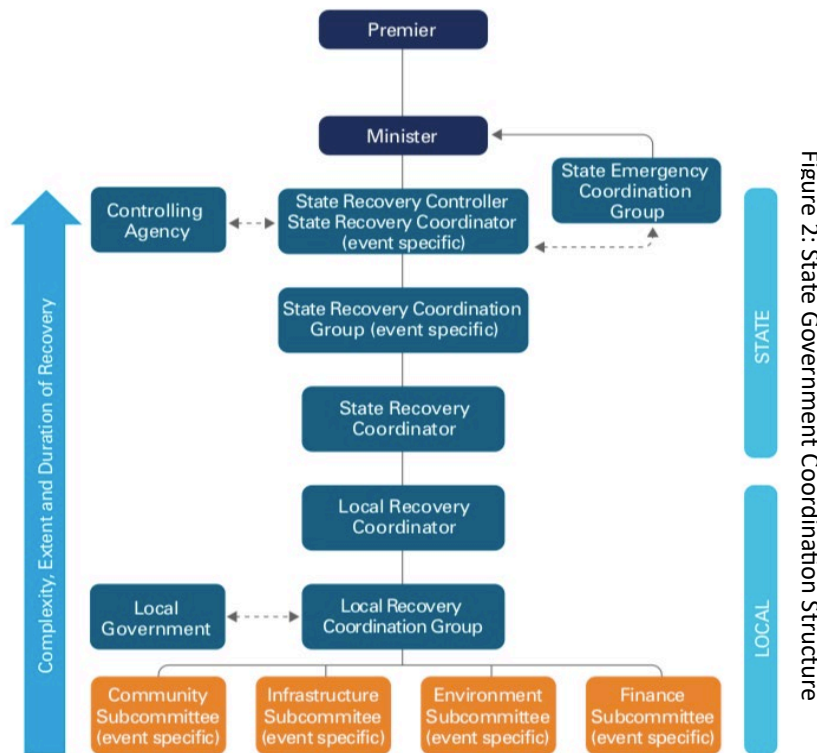 Premier
Minister
State Emergency
Coordination
Group
Controlling
Agency
State Recovery Controller
State Recovery Coordinator
(event specific)
State Recovery Coordination
Group (event specific)
State Recovery
Coordinator
Local Recovery
Coordinator
Local
Government
Local Recovery
Coordination Group
Community
Subcommittee
(event specific)
Infrastructure
Subcommitee
(event specific)
Environment
Subcommittee
(event specific)
Finance
Subcommittee
(event specific)
Complexity, Extent and Duration of Recovery
STATE
LOCAL
Figure 2: State Government Coordination Structure